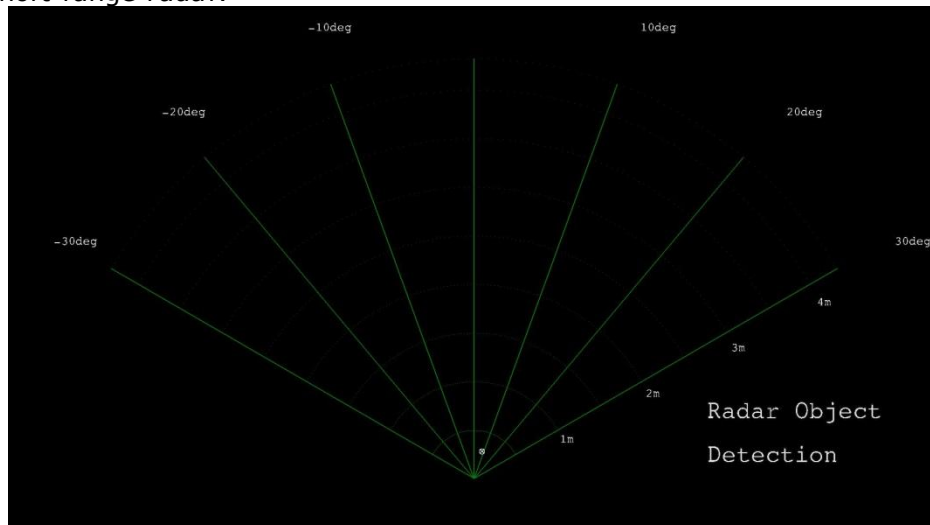 -10deg
10deg
-20deg
20deg
-30deg
30deg
4m
3m
2m
1m
Radar Object
Detection